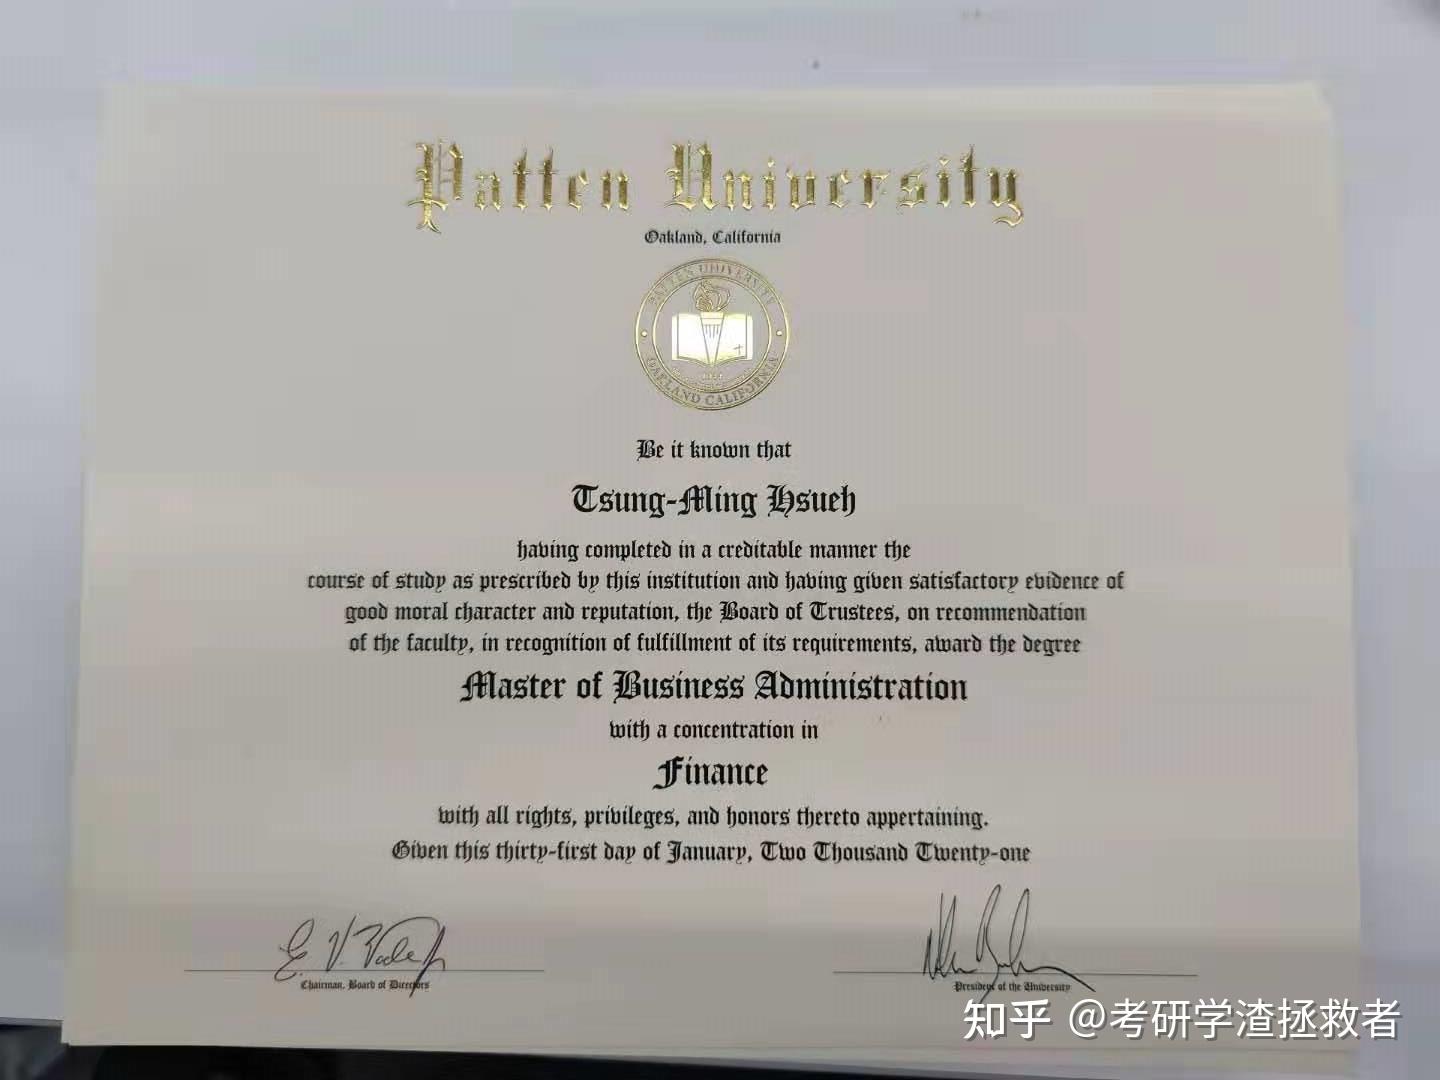 Patten University
Oakland, California
PATTEN UNIVERSITY
OAKLAND CALIFORNIA
Be it known that
Tsung-Ming Hsueh
having completed in a creditable manner the
course of study as prescribed by this institution and having given satisfactory evidence of
good moral character and reputation, the Board of Trustees, on recommendation
of the faculty, in recognition of fulfillment of its requirements, award the degree
Master of Business Administration
with a concentration in
Finance
with all rights, privileges, and honors thereto appertaining.
Given this thirty-first day of January, Two Thousand Twenty-one
Chairman, Board of Directors
President of the University
知乎 @考研学渣拯救者